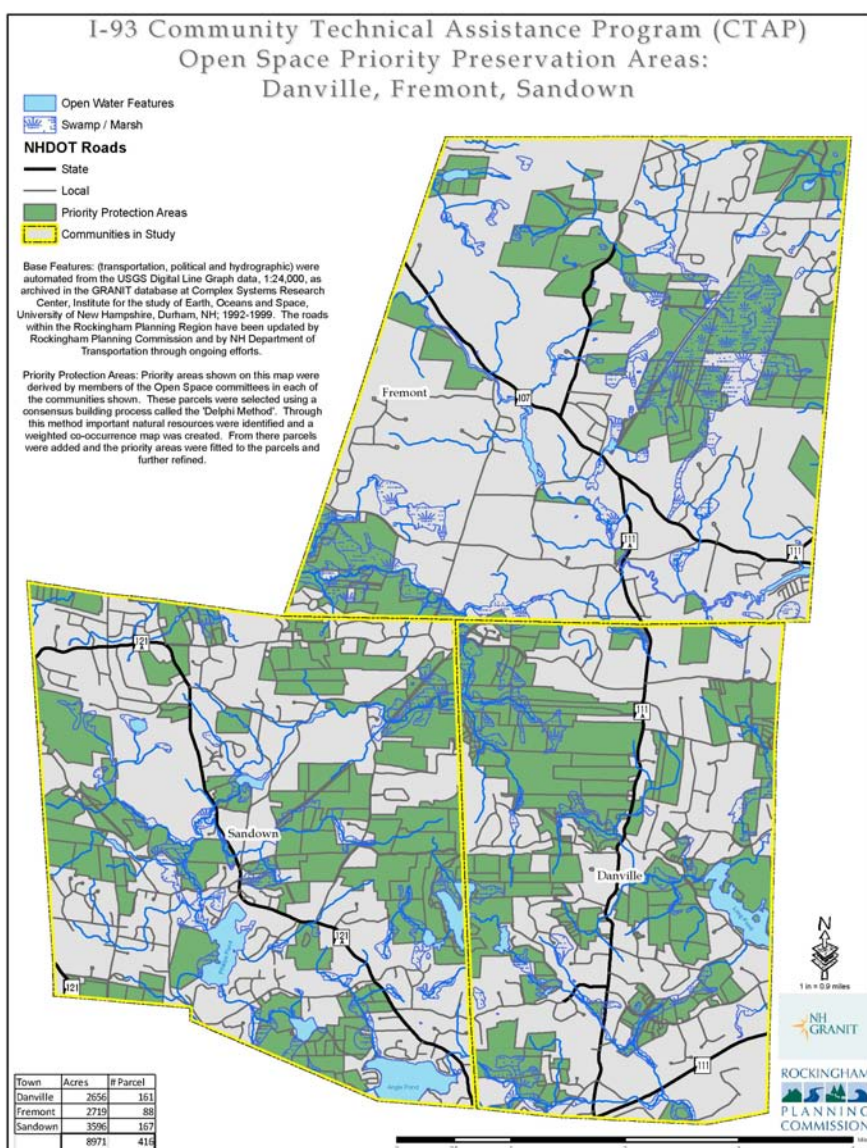 I-93 Community Technical Assistance Program (CTAP)
Open Space Priority Preservation Areas:
Danville, Fremont, Sandown
Open Water Features
Swamp / Marsh
NHDOT Roads
State
Local
Priority Protection Areas
Communities in Study
Base Features: (transportation, political and hydrographic) were
automated from the USGS Digital Line Graph data, 1:24,000, as
archived in the GRANIT database at Complex Systems Research
Center, Institute for the study of Earth, Oceans and Space,
University of New Hampshire, Durham, NH; 1992-1999. The roads
within the Rockingham Planning Region have been updated by
Rockingham Planning Commission and by NH Department of
Transportation through ongoing efforts.
Priority Protection Areas: Priority areas shown on this map were
derived by members of the Open Space committees in each of
the communities shown. These parcels were selected using a
consensus building process called the 'Delphi Method'. Through
this method important natural resources were identified and a
weighted co-occurrence map was created. From there parcels
were added and the priority areas were fitted to the parcels and
further refined.
Fremont
107
111
A
111
A
121
A
111
A
Sandown
Danville
121
A
121
111
Angle Pond
N
1 in = 0.9 miles
NH
GRANIT
ROCKINGHAM
PLANNING
COMMISSION
Town Acres # Parcel
Danville 2656 161
Fremont 2719 88
Sandown 3596 167
8971 416